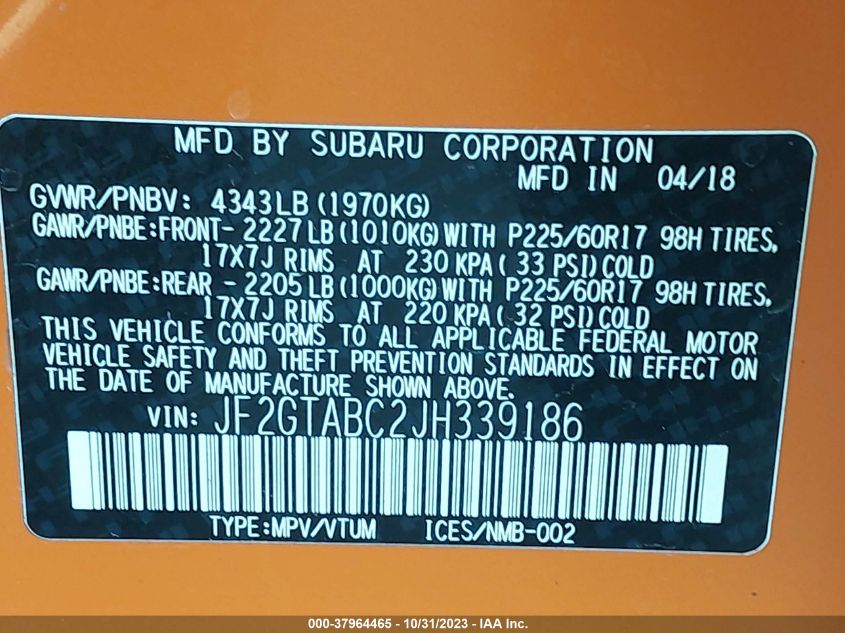 MFD BY SUBARU CORPORATION
MFD IN 04/18
GVWR/PNBV: 4343LB (1970KG)
GAWR/PNBE:FRONT- 2227LB (1010KG) WITH P225/60R17 98H TIRES,
17X7J RIMS AT 230 KPA ( 33 PSI) COLD
GAWR/PNBE:REAR - 2205LB (1000KG) WITH P225/60R17 98H TIRES,
17X7J RIMS AT 220 KPA ( 32 PSI) COLD
THIS VEHICLE CONFORMS TO ALL APPLICABLE FEDERAL MOTOR
VEHICLE SAFETY AND THEFT PREVENTION STANDARDS IN EFFECT ON
THE DATE OF MANUFACTURE SHOWN ABOVE.
VIN: JF2GTABC2JH339186
TYPE:MPV/VTUM ICES/NMB-002
000-37964465 - 10/31/2023 - IAA Inc.